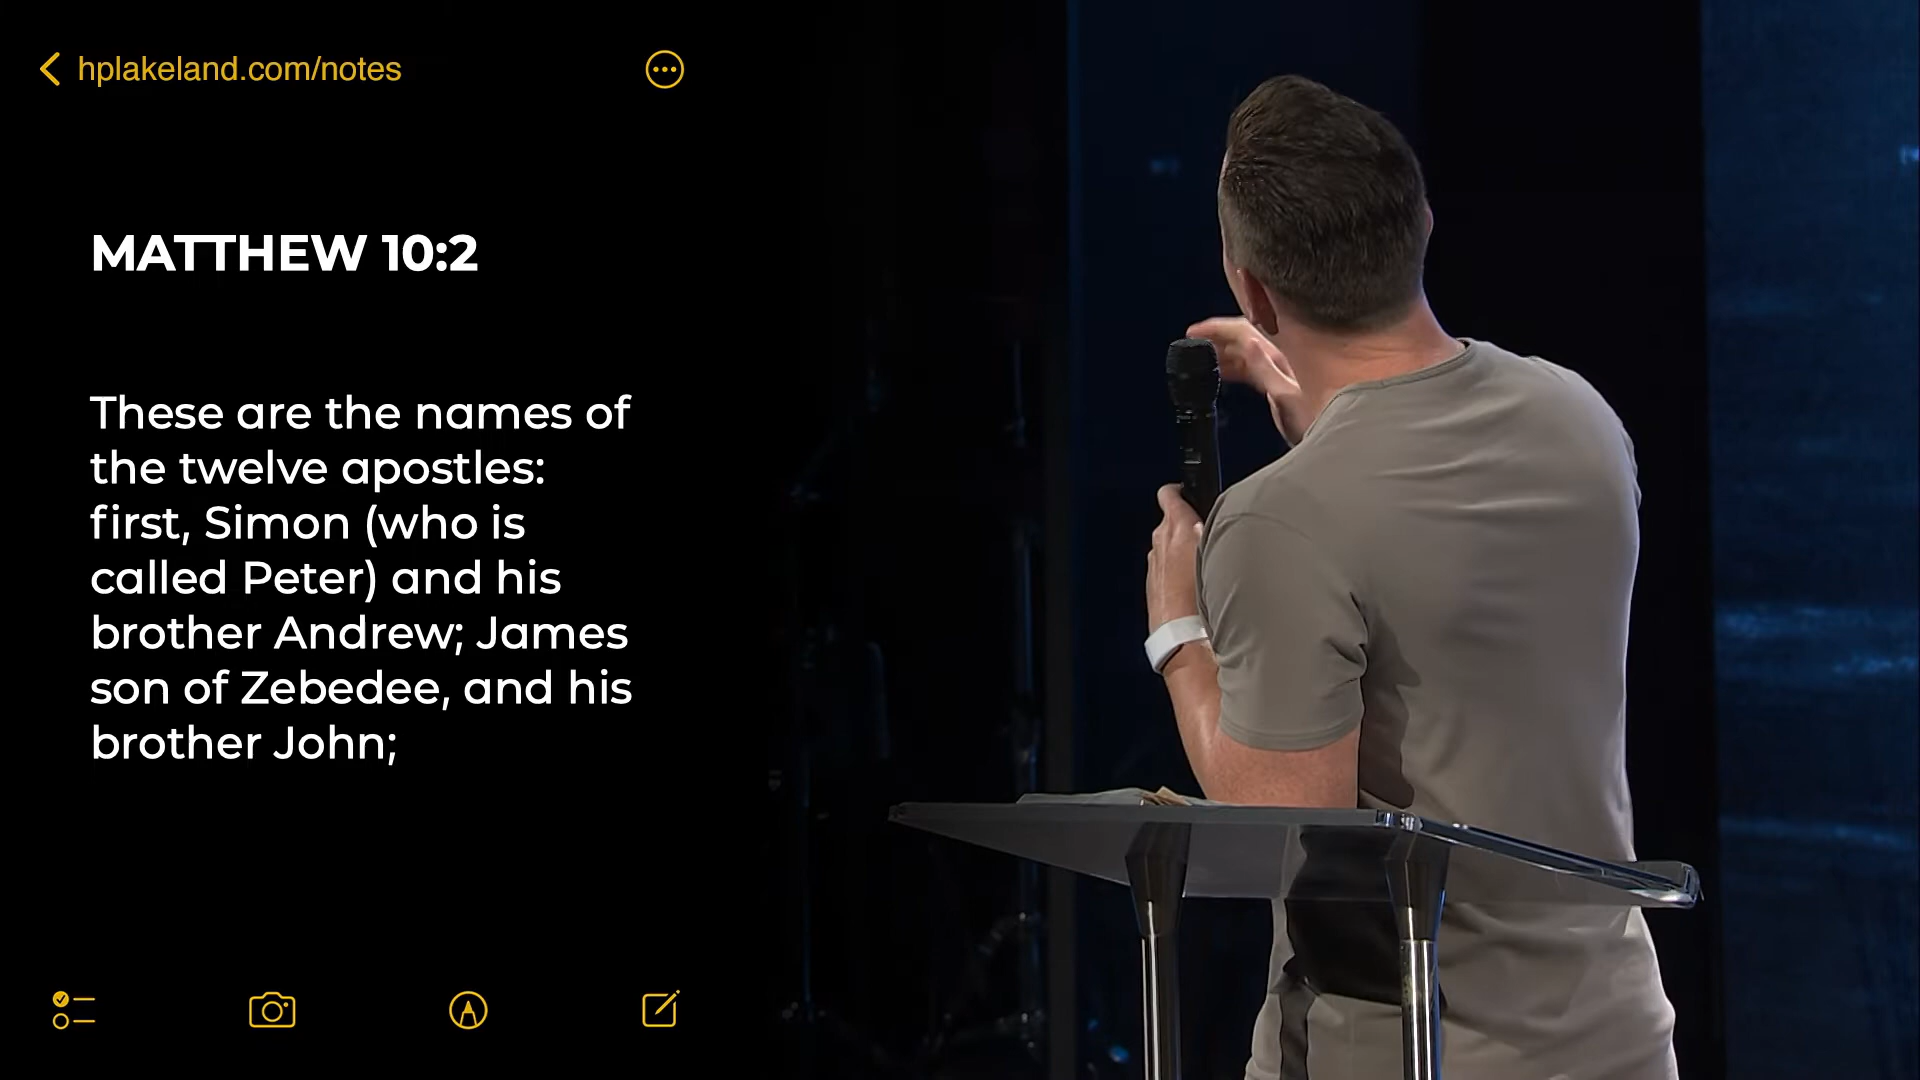 hplakeland.com/notes
MATTHEW 10:2
These are the names of
the twelve apostles:
first, Simon (who is
called Peter) and his
brother Andrew; James
son of Zebedee, and his
brother John;